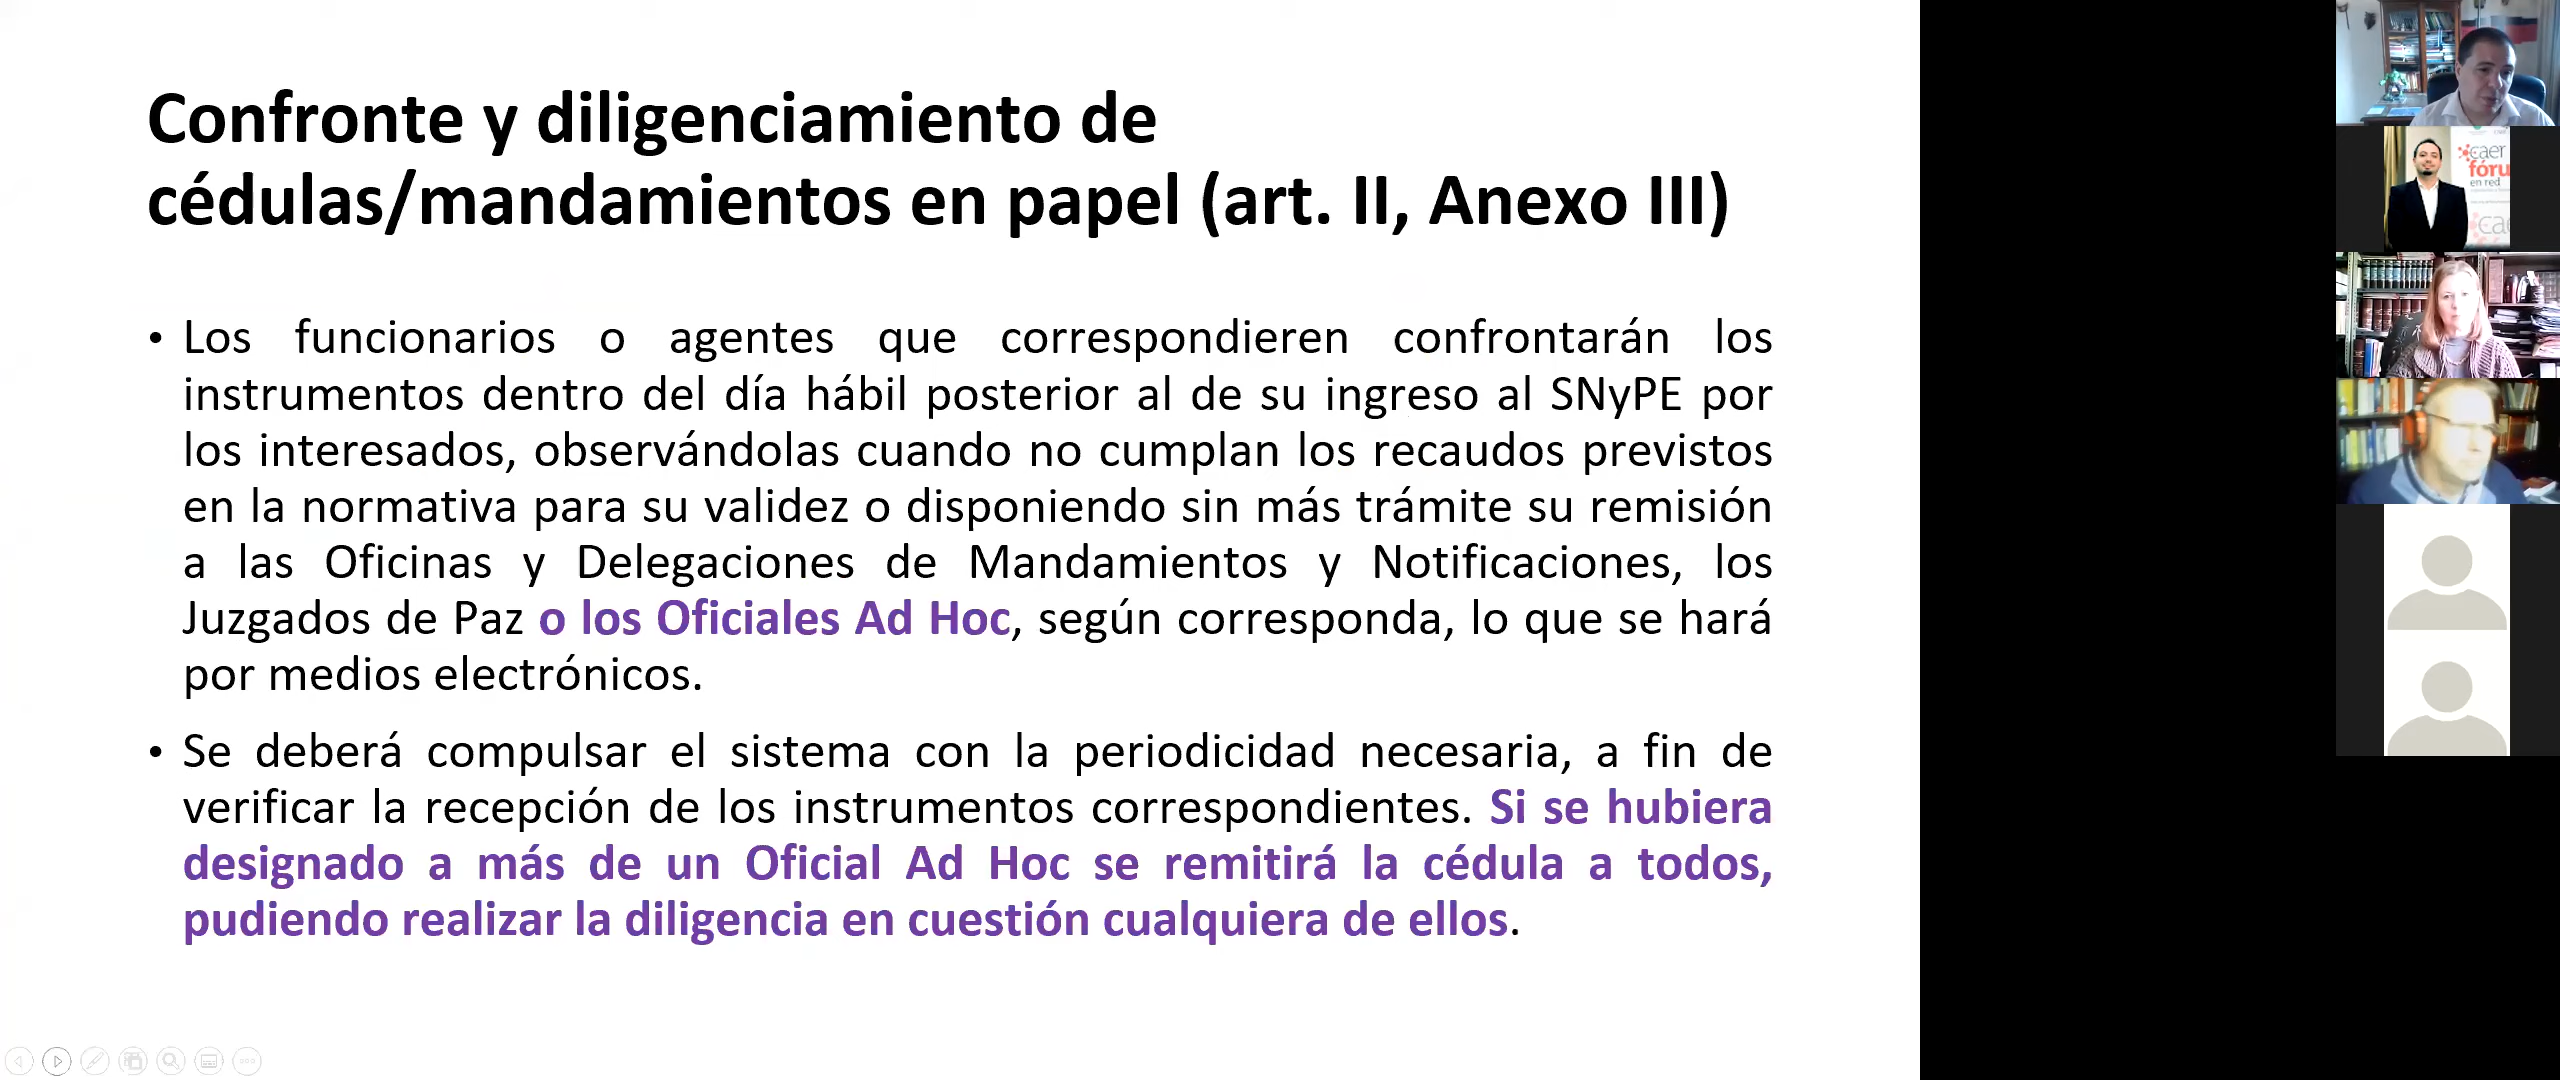 Confronte y diligenciamiento de
cédulas/mandamientos en papel (art. II, Anexo III)
• Los funcionarios o agentes que correspondieren confrontarán los
instrumentos dentro del día hábil posterior al de su ingreso al SNyPE por
los interesados, observándolas cuando no cumplan los recaudos previstos
en la normativa para su validez o disponiendo sin más trámite su remisión
a las Oficinas y Delegaciones de Mandamientos y Notificaciones, los
Juzgados de Paz o los Oficiales Ad Hoc, según corresponda, lo que se hará
por medios electrónicos.
• Se deberá compulsar el sistema con la periodicidad necesaria, a fin de
verificar la recepción de los instrumentos correspondientes. Si se hubiera
designado a más de un Oficial Ad Hoc se remitirá la cédula a todos,
pudiendo realizar la diligencia en cuestión cualquiera de ellos.
caer
fóru
en red